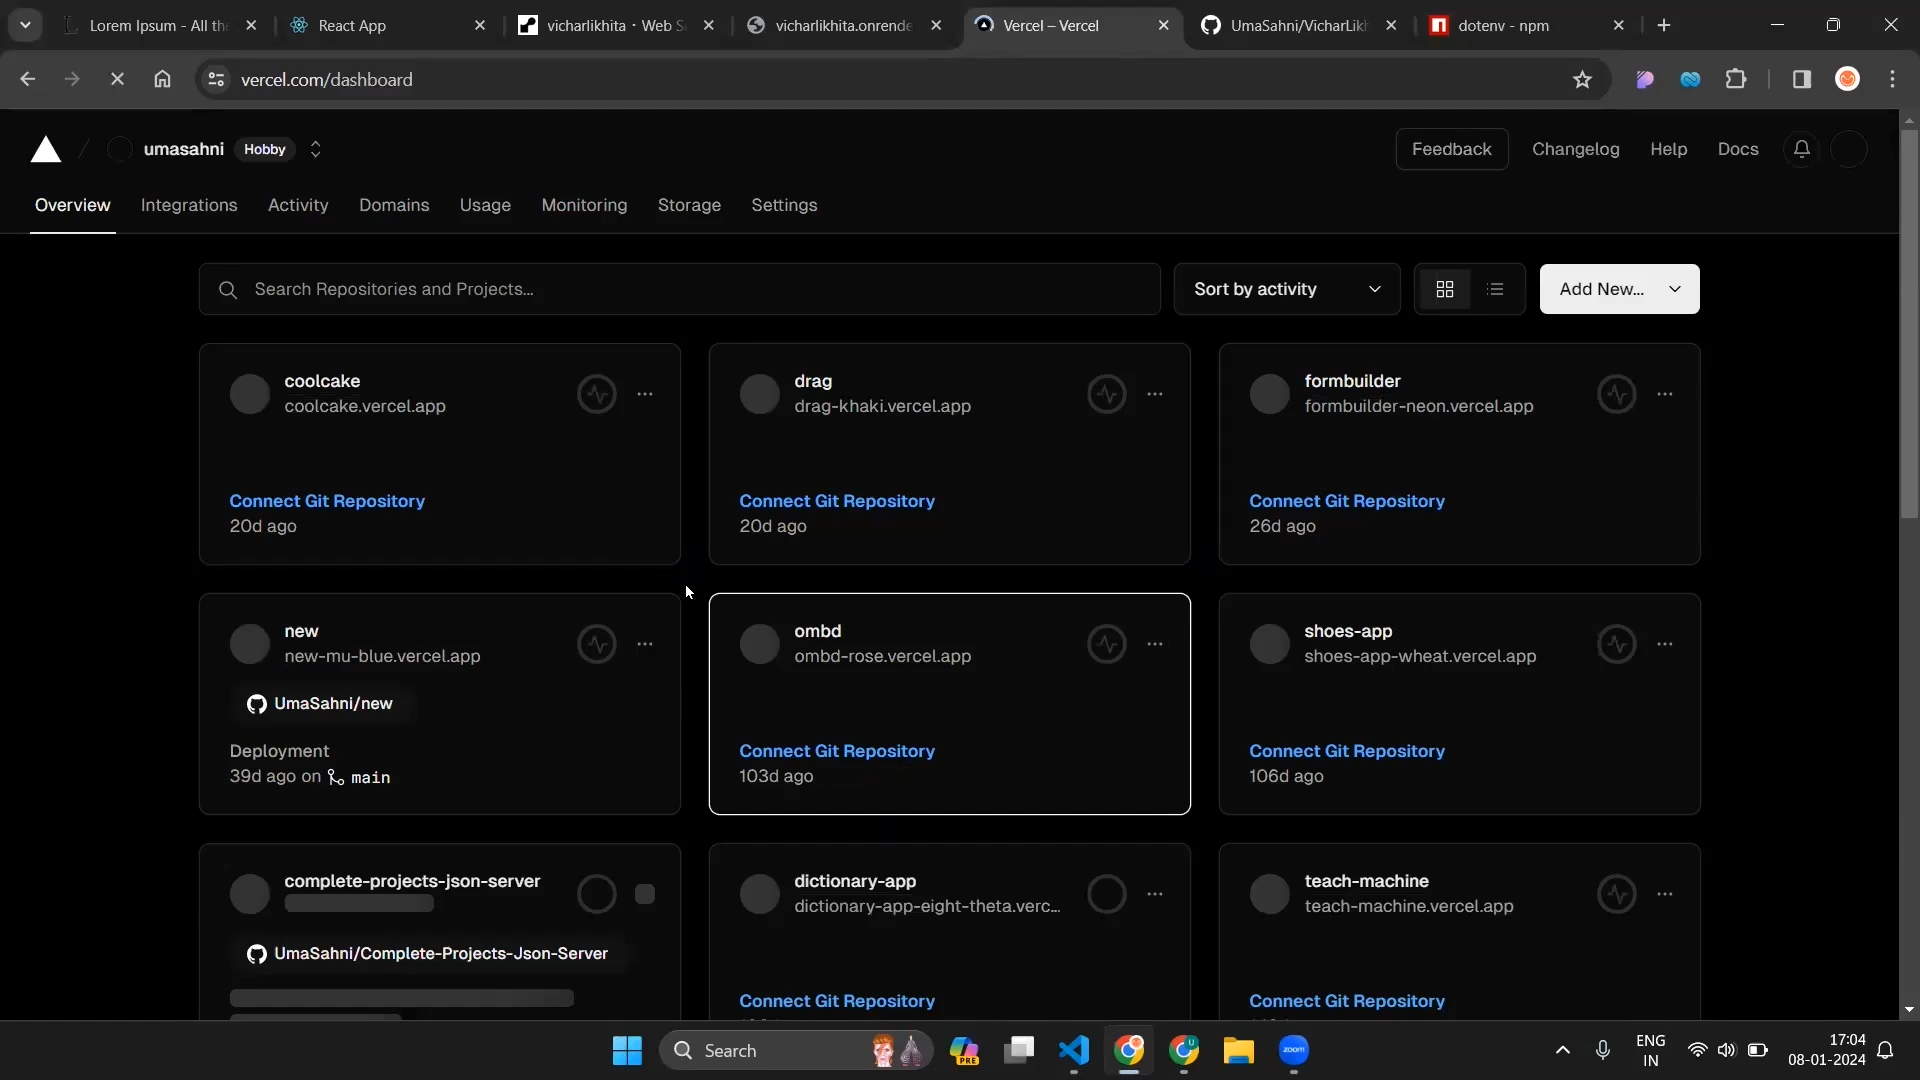 Lorem Ipsum - All the
React App
vicharlikhita · Web S
vicharlikhita.onrende
Vercel – Vercel
UmaSahni/VicharLikh
dotenv - npm
vercel.com/dashboard
umasahni
Hobby
Feedback
Changelog
Help
Docs
Overview
Integrations
Activity
Domains
Usage
Monitoring
Storage
Settings
Search Repositories and Projects...
Sort by activity
Add New...
coolcake
coolcake.vercel.app
Connect Git Repository
20d ago
drag
drag-khaki.vercel.app
Connect Git Repository
20d ago
formbuilder
formbuilder-neon.vercel.app
Connect Git Repository
26d ago
new
new-mu-blue.vercel.app
UmaSahni/new
Deployment
39d ago on main
ombd
ombd-rose.vercel.app
Connect Git Repository
103d ago
shoes-app
shoes-app-wheat.vercel.app
Connect Git Repository
106d ago
complete-projects-json-server
UmaSahni/Complete-Projects-Json-Server
dictionary-app
dictionary-app-eight-theta.verc...
Connect Git Repository
teach-machine
teach-machine.vercel.app
Connect Git Repository
Search
PRE
zoom
ENG
IN
17:04
08-01-2024